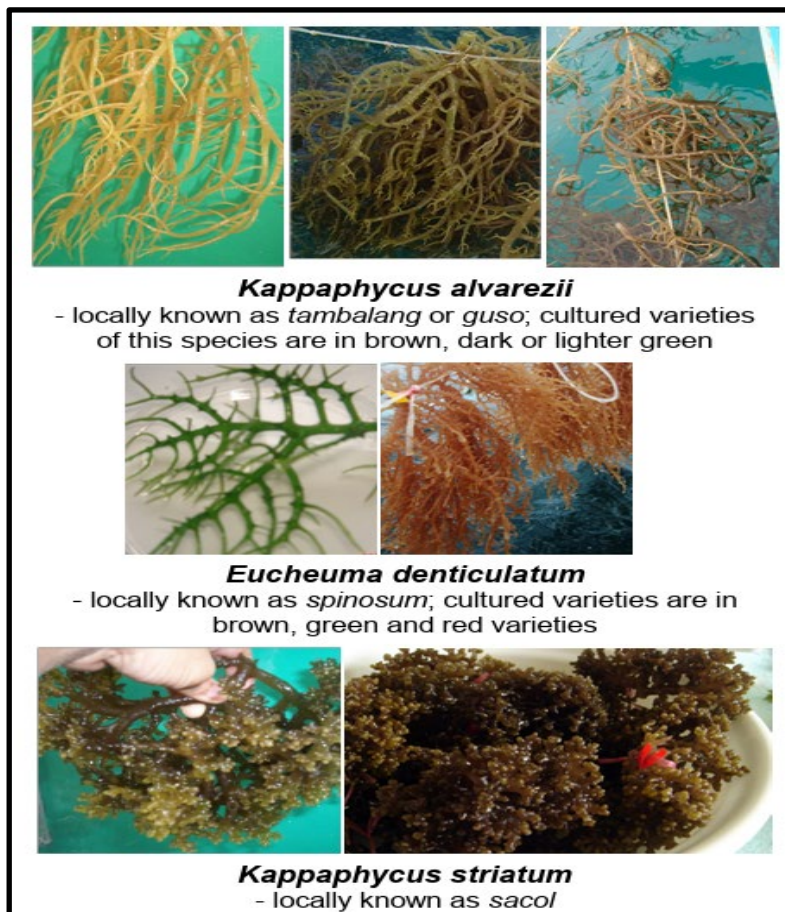 Kappaphycus alvarezii
- locally known as tambalang or guso; cultured varieties
of this species are in brown, dark or lighter green
Eucheuma denticulatum
- locally known as spinosum; cultured varieties are in
brown, green and red varieties
Kappaphycus striatum
- locally known as sacol